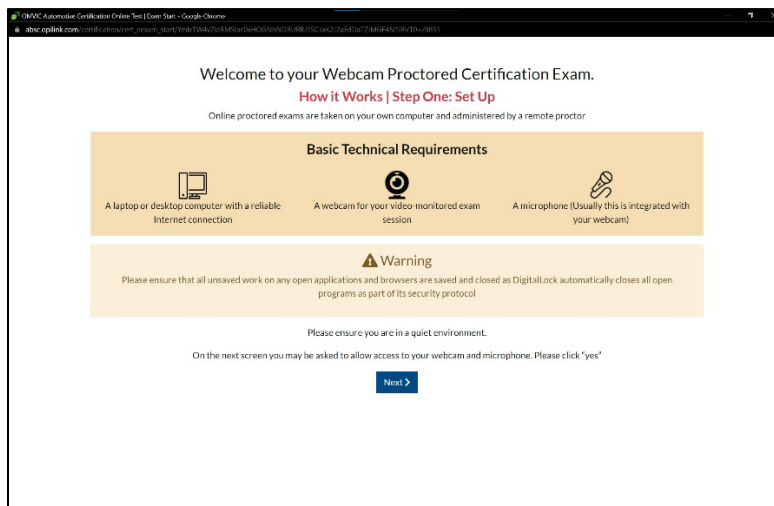 OMVIC Automotive Certification Online Test | Exam Start - Google Chrome
absc.opilink.com/certification/cert_ocxam_start/
Welcome to your Webcam Proctored Certification Exam.
How it Works | Step One: Set Up
Online proctored exams are taken on your own computer and administered by a remote proctor
Basic Technical Requirements
A laptop or desktop computer with a reliable
Internet connection
A webcam for your video-monitored exam
session
A microphone (Usually this is integrated with
your webcam)
Warning
Please ensure that all unsaved work on any open applications and browsers are saved and closed as DigitalLock automatically closes all open
programs as part of its security protocol
Please ensure you are in a quiet environment.
On the next screen you may be asked to allow access to your webcam and microphone. Please click "yes"
Next